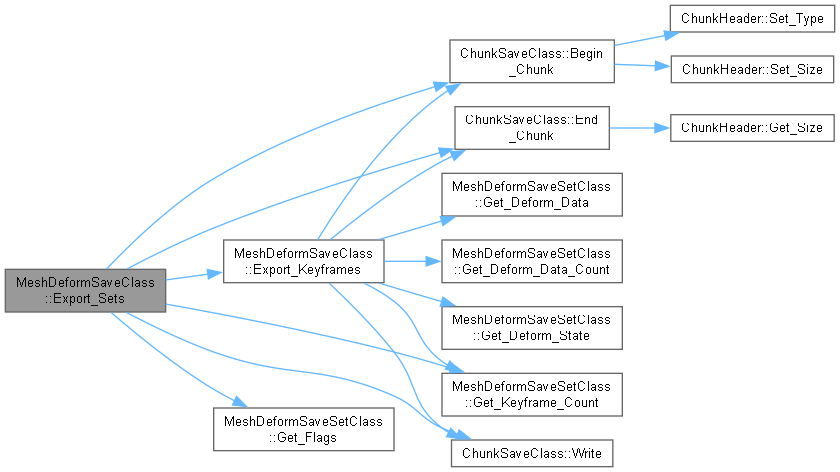 MeshDeformSaveClass
::Export_Sets
MeshDeformSaveClass
::Export_Keyframes
MeshDeformSaveSetClass
::Get_Flags
ChunkSaveClass::Begin
_Chunk
ChunkSaveClass::End
_Chunk
MeshDeformSaveSetClass
::Get_Deform_Data
MeshDeformSaveSetClass
::Get_Deform_Data_Count
MeshDeformSaveSetClass
::Get_Deform_State
MeshDeformSaveSetClass
::Get_Keyframe_Count
ChunkSaveClass::Write
ChunkHeader::Set_Type
ChunkHeader::Set_Size
ChunkHeader::Get_Size